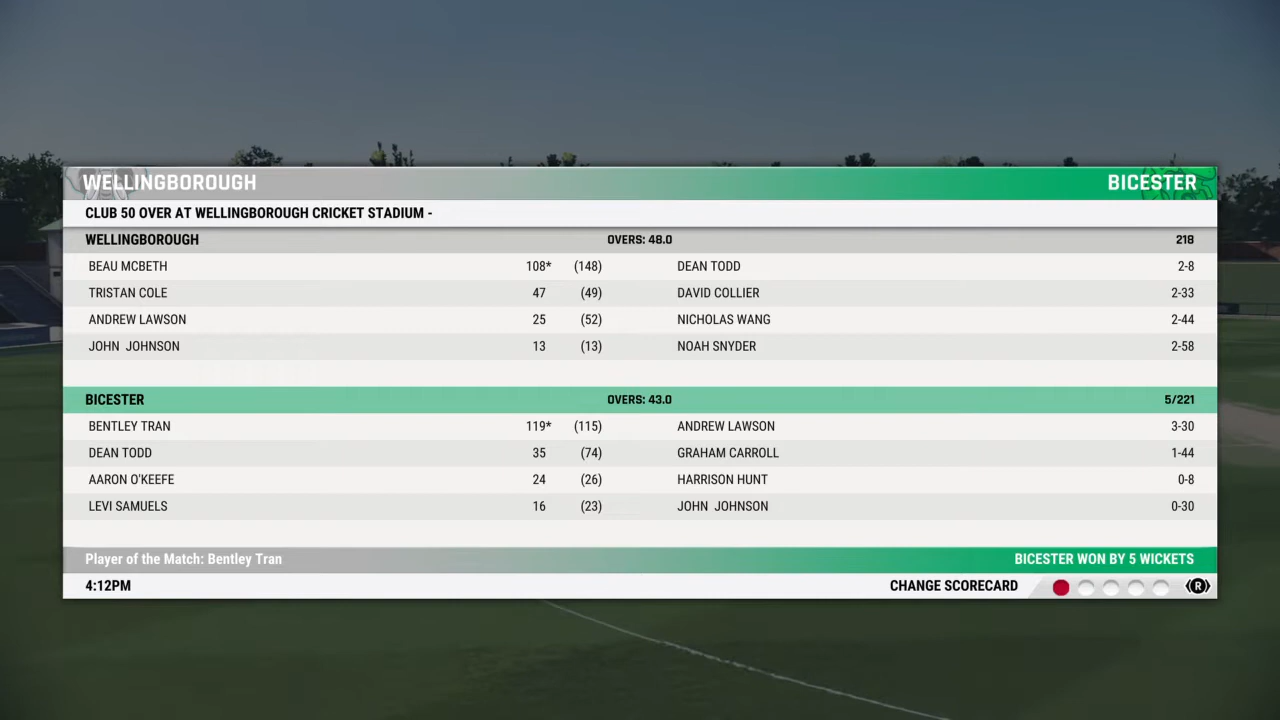 WELLINGBOROUGH BICESTER
CLUB 50 OVER AT WELLINGBOROUGH CRICKET STADIUM -
WELLINGBOROUGH OVERS: 48.0 218
BEAU MCBETH 108* (148) DEAN TODD 2-8
TRISTAN COLE 47 (49) DAVID COLLIER 2-33
ANDREW LAWSON 25 (52) NICHOLAS WANG 2-44
JOHN JOHNSON 13 (13) NOAH SNYDER 2-58
BICESTER OVERS: 43.0 5/221
BENTLEY TRAN 119* (115) ANDREW LAWSON 3-30
DEAN TODD 35 (74) GRAHAM CARROLL 1-44
AARON O'KEEFE 24 (26) HARRISON HUNT 0-8
LEVI SAMUELS 16 (23) JOHN JOHNSON 0-30
Player of the Match: Bentley Tran BICESTER WON BY 5 WICKETS
4:12PM CHANGE SCORECARD R